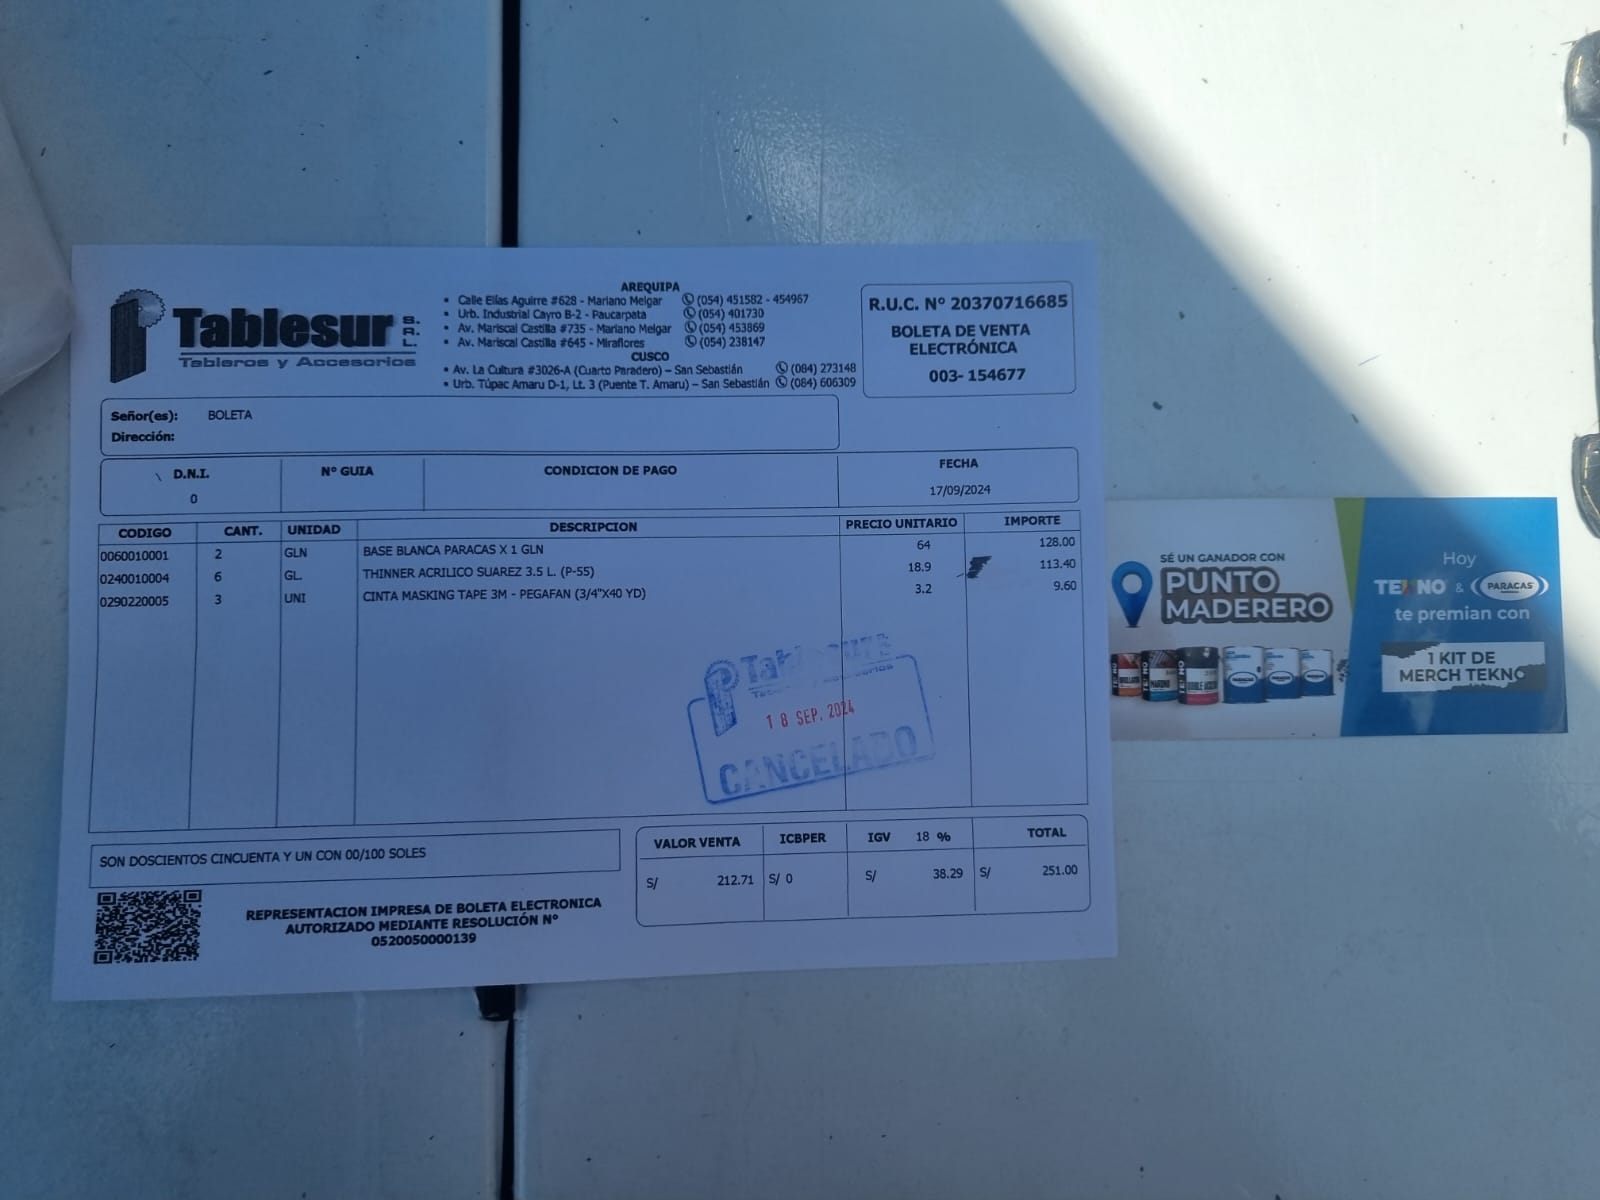 Tablesur S.R.L.
Tableros y Accesorios
AREQUIPA
• Calle Elías Aguirre #628 - Mariano Melgar (054) 451582 - 454967
• Urb. Industrial Cayro B-2 - Paucarpata (054) 401730
• Av. Mariscal Castilla #735 - Mariano Melgar (054) 453869
• Av. Mariscal Castilla #645 - Miraflores (054) 238147
CUSCO
• Av. La Cultura #3026-A (Cuarto Paradero) – San Sebastián (084) 273148
• Urb. Túpac Amaru D-1, Lt. 3 (Puente T. Amaru) – San Sebastián (084) 606309
R.U.C. Nº 20370716685
BOLETA DE VENTA
ELECTRÓNICA
003- 154677
Señor(es): BOLETA
Dirección:
D.N.I. Nº GUIA CONDICION DE PAGO FECHA
0 17/09/2024
CODIGO CANT. UNIDAD DESCRIPCION PRECIO UNITARIO IMPORTE
0060010001 2 GLN BASE BLANCA PARACAS X 1 GLN 64 128.00
0240010004 6 GL. THINNER ACRILICO SUAREZ 3.5 L. (P-55) 18.9 113.40
0290220005 3 UNI CINTA MASKING TAPE 3M - PEGAFAN (3/4"X40 YD) 3.2 9.60
18 SEP. 2024
CANCELADO
SON DOSCIENTOS CINCUENTA Y UN CON 00/100 SOLES
VALOR VENTA ICBPER IGV 18 % TOTAL
S/ 212.71 S/ 0 S/ 38.29 S/ 251.00
REPRESENTACION IMPRESA DE BOLETA ELECTRONICA
AUTORIZADO MEDIANTE RESOLUCIÓN Nº
0520050000139
SÉ UN GANADOR CON
PUNTO
MADERERO
Hoy
TEKNO & PARACAS
te premian con
1 KIT DE
MERCH TEKNO